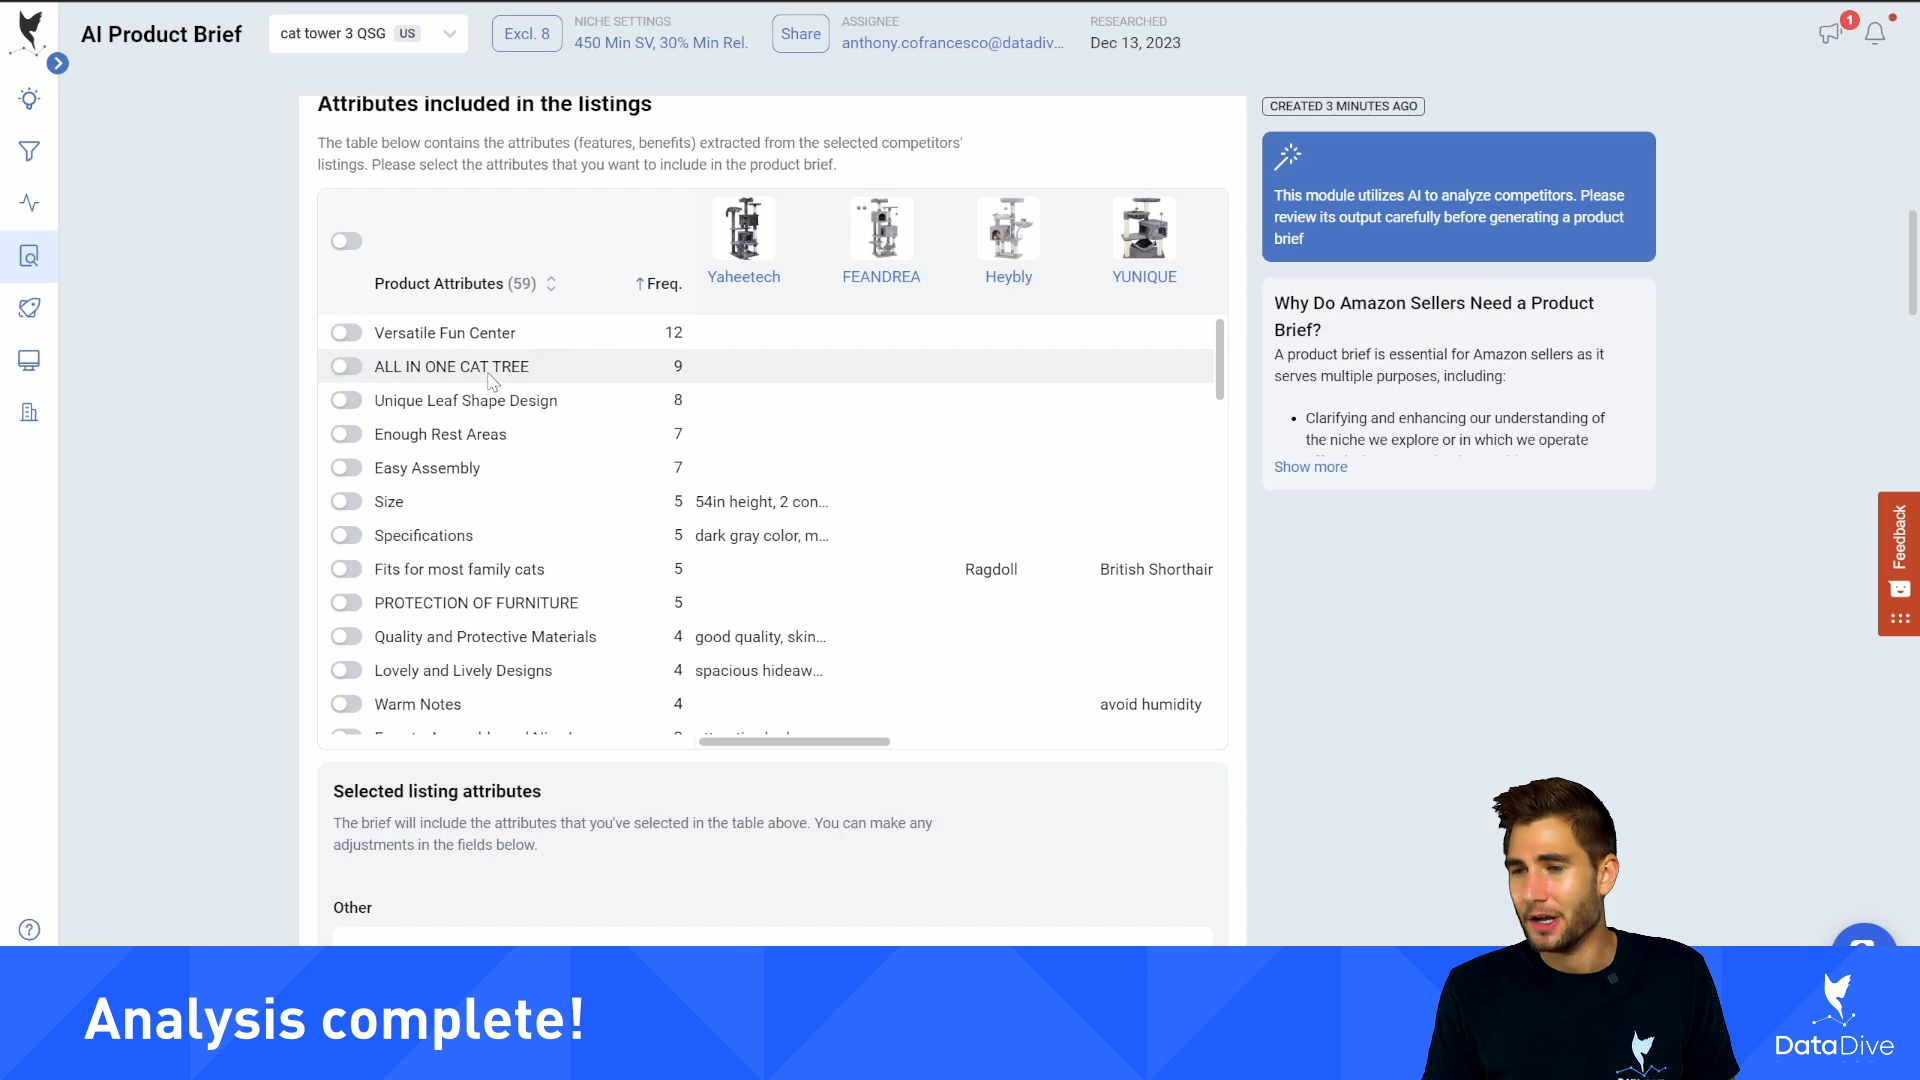 AI Product Brief
cat tower 3 QSG US
Excl. 8
NICHE SETTINGS
450 Min SV, 30% Min Rel.
Share
ASSIGNEE
anthony.cofrancesco@datadiv...
RESEARCHED
Dec 13, 2023
1
Attributes included in the listings
The table below contains the attributes (features, benefits) extracted from the selected competitors'
listings. Please select the attributes that you want to include in the product brief.
Product Attributes (59)
↑Freq.
Yaheetech
FEANDREA
Heybly
YUNIQUE
Versatile Fun Center 12
ALL IN ONE CAT TREE 9
Unique Leaf Shape Design 8
Enough Rest Areas 7
Easy Assembly 7
Size 5 54in height, 2 con...
Specifications 5 dark gray color, m...
Fits for most family cats 5 Ragdoll British Shorthair
PROTECTION OF FURNITURE 5
Quality and Protective Materials 4 good quality, skin...
Lovely and Lively Designs 4 spacious hideaw...
Warm Notes 4 avoid humidity
Selected listing attributes
The brief will include the attributes that you've selected in the table above. You can make any
adjustments in the fields below.
Other
CREATED 3 MINUTES AGO
This module utilizes AI to analyze competitors. Please
review its output carefully before generating a product
brief
Why Do Amazon Sellers Need a Product
Brief?
A product brief is essential for Amazon sellers as it
serves multiple purposes, including:
• Clarifying and enhancing our understanding of
the niche we explore or in which we operate
Show more
Feedback
Analysis complete!
DataDive